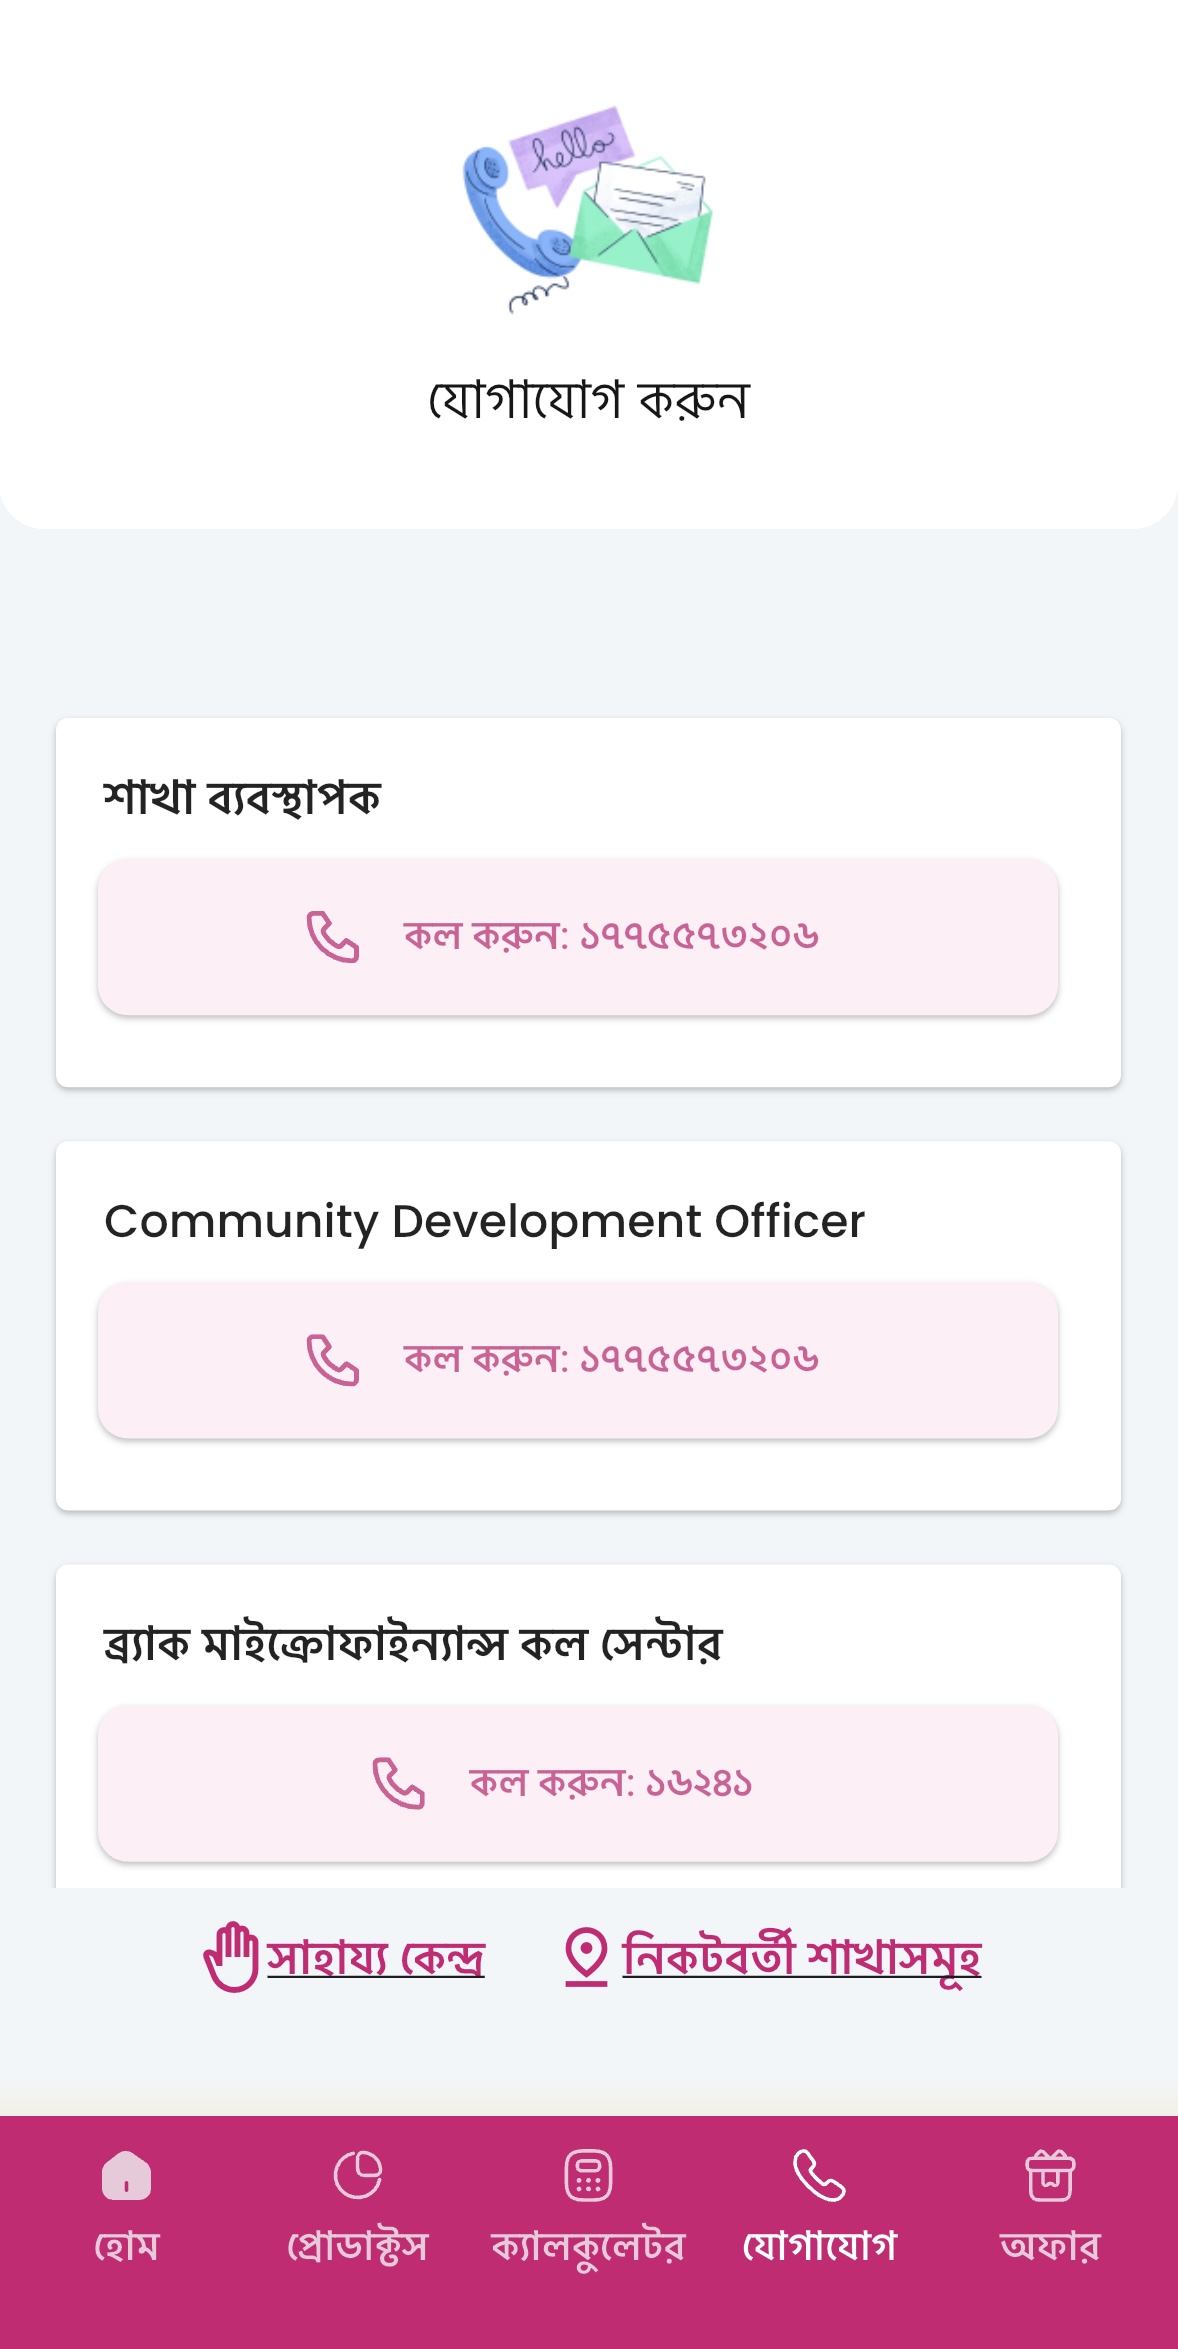 hello
যোগাযোগ করুন
শাখা ব্যবস্থাপক
কল করুন: ১৭৭৫৫৭৩২০৬
Community Development Officer
কল করুন: ১৭৭৫৫৭৩২০৬
ব্র্যাক মাইক্রোফাইন্যান্স কল সেন্টার
কল করুন: ১৬২৪১
সাহায্য কেন্দ্র নিকটবর্তী শাখাসমূহ
হোম প্রোডাক্টস ক্যালকুলেটর যোগাযোগ অফার